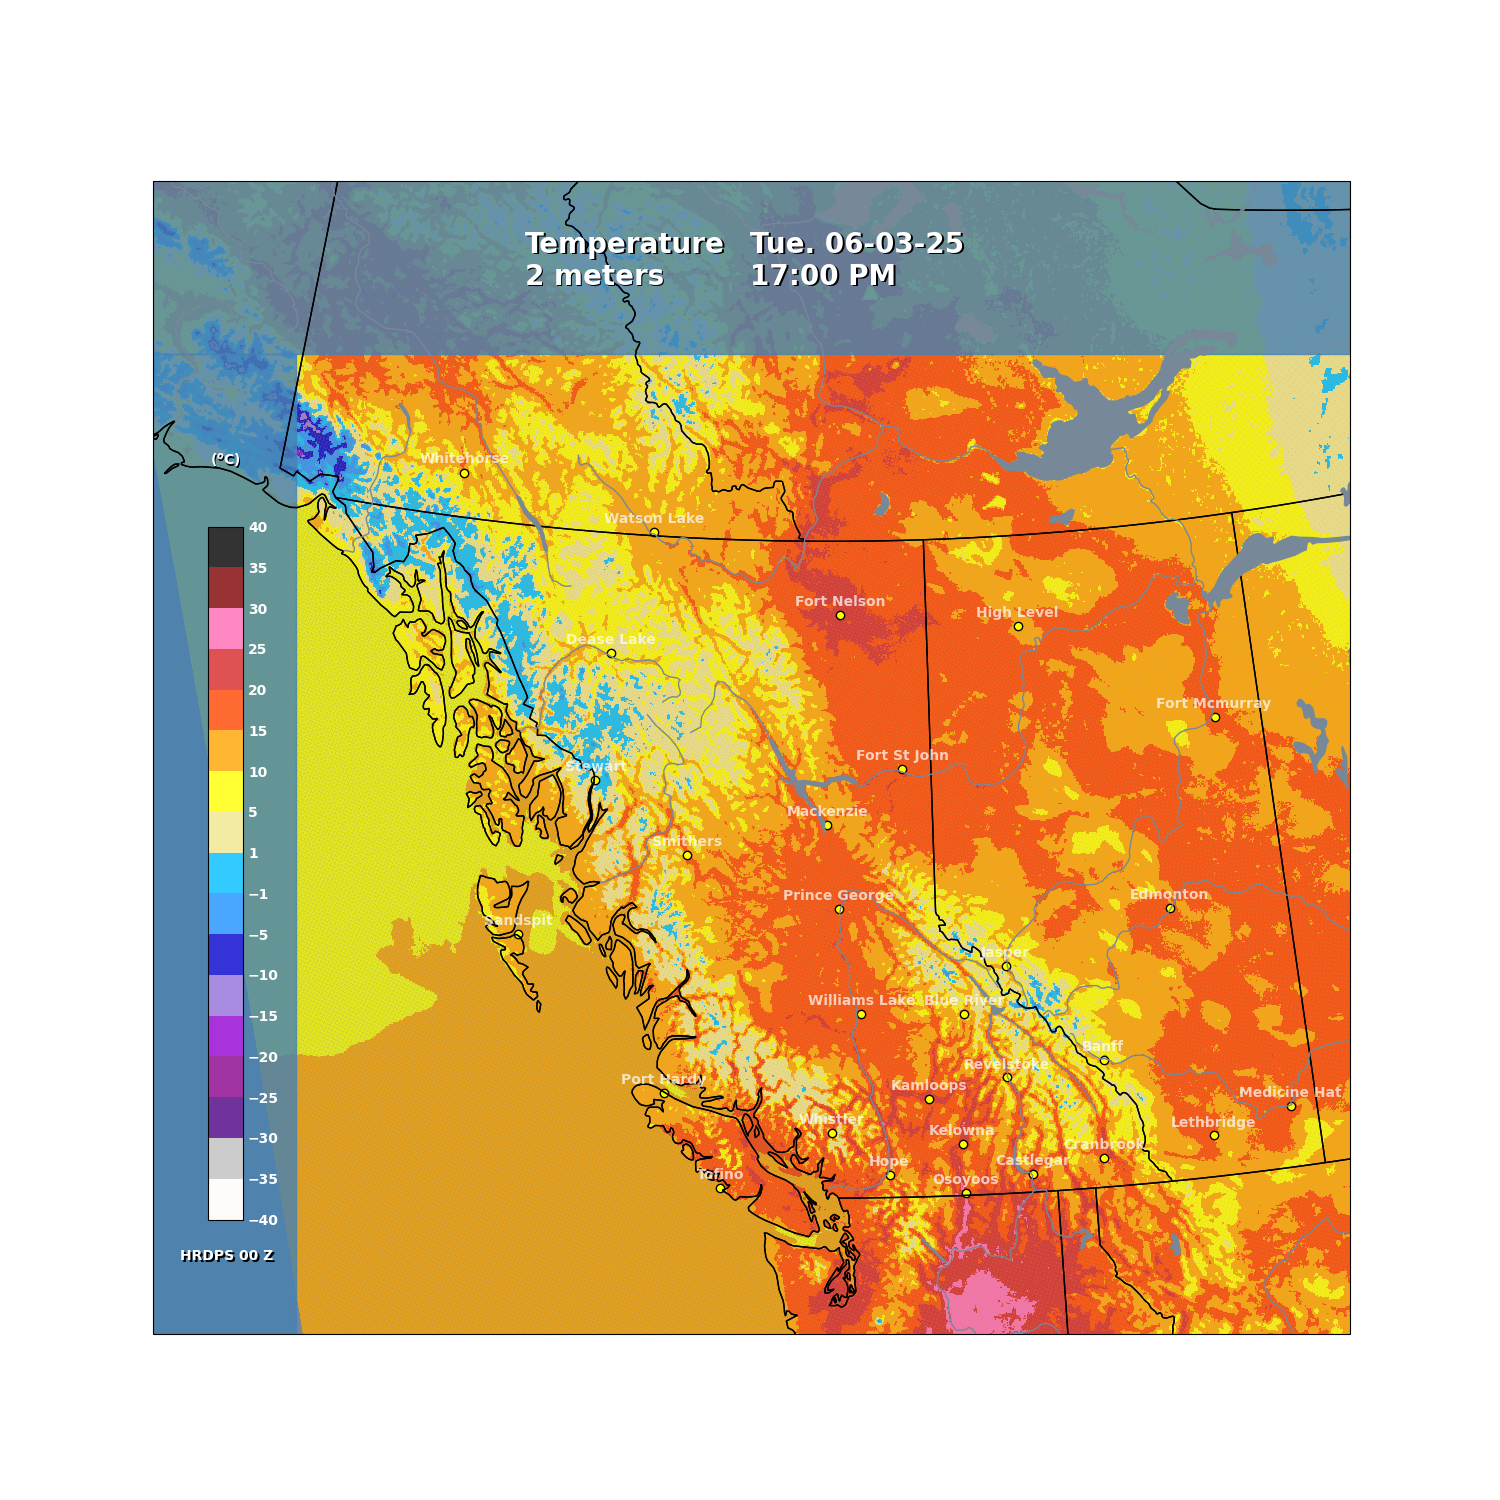 Temperature Tue. 06-03-25
2 meters 17:00 PM
(°C)
Whitehorse
Watson Lake
40
35
30
25
20
15
10
5
1
−1
−5
−10
−15
−20
−25
−30
−35
−40
Fort Nelson
High Level
Dease Lake
Fort Mcmurray
Fort St John
Stewart
Mackenzie
Smithers
Prince George
Edmonton
Sandspit
Jasper
Williams Lake
Blue River
Banff
Revelstoke
Port Hardy
Kamloops
Medicine Hat
Whistler
Lethbridge
Kelowna
Cranbrook
Hope
Castlegar
Tofino
Osoyoos
HRDPS 00 Z